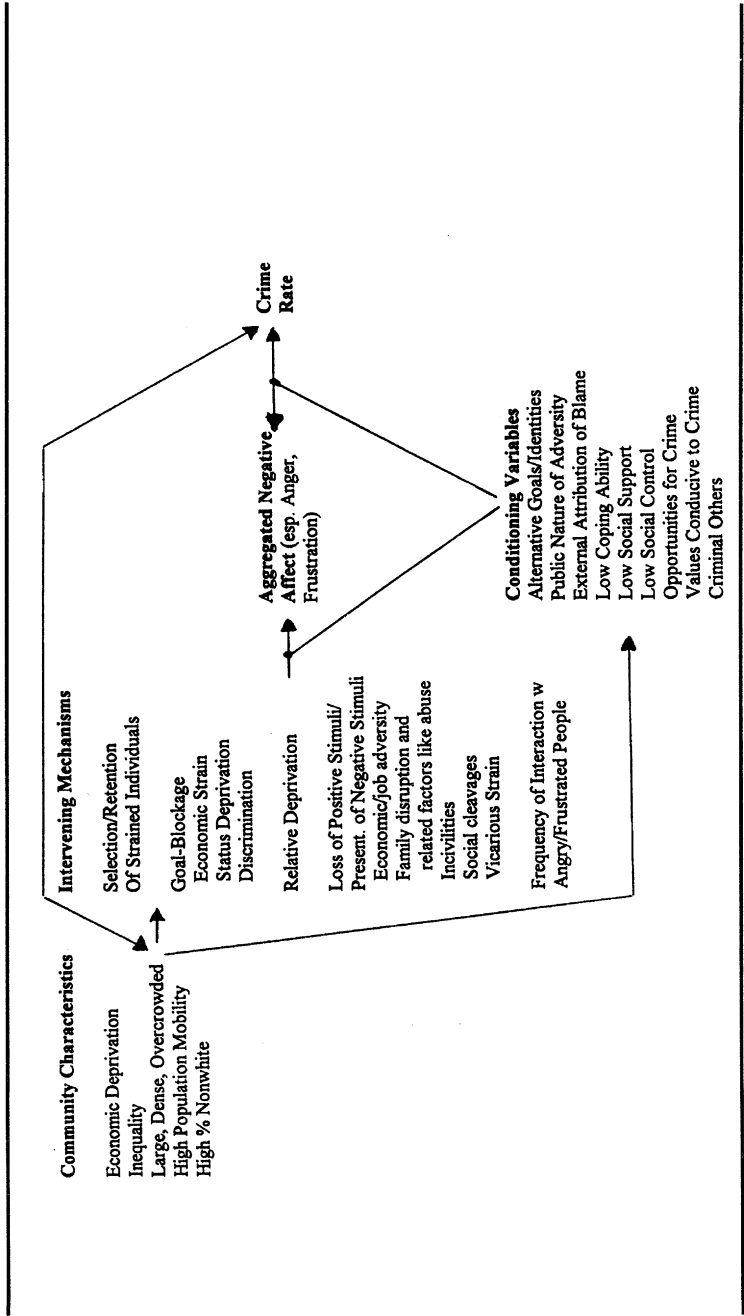 Community Characteristics
Economic Deprivation
Inequality
Large, Dense, Overcrowded
High Population Mobility
High % Nonwhite
Intervening Mechanisms
Selection/Retention
Of Strained Individuals
Goal-Blockage
Economic Strain
Status Deprivation
Discrimination
Relative Deprivation
Loss of Positive Stimuli/
Present. of Negative Stimuli
Economic/job adversity
Family disruption and
related factors like abuse
Incivilities
Social cleavages
Vicarious Strain
Frequency of Interaction w
Angry/Frustrated People
Aggregated Negative
Affect (esp. Anger,
Frustration)
Crime
Rate
Conditioning Variables
Alternative Goals/Identities
Public Nature of Adversity
External Attribution of Blame
Low Coping Ability
Low Social Support
Low Social Control
Opportunities for Crime
Values Conducive to Crime
Criminal Others